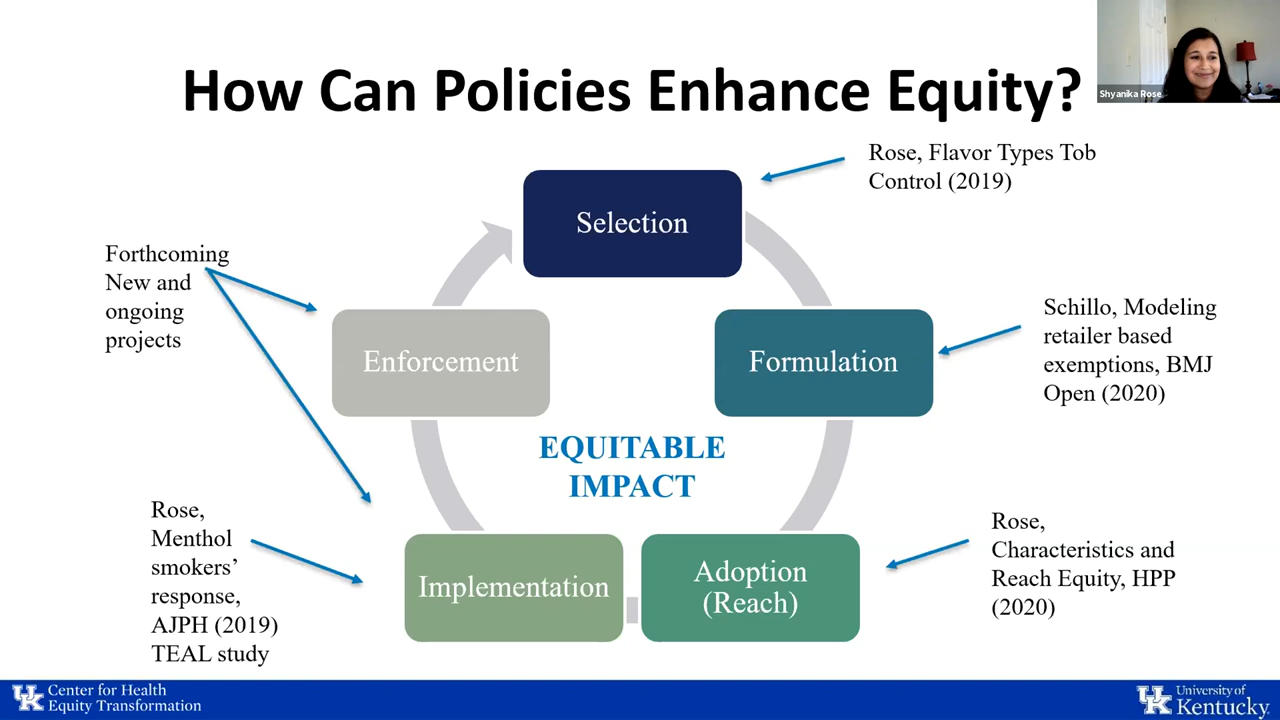 How Can Policies Enhance Equity?
Shyanika Rose
Rose, Flavor Types Tob
Control (2019)
Selection
Forthcoming
New and
ongoing
projects
Enforcement
Formulation
Schillo, Modeling
retailer based
exemptions, BMJ
Open (2020)
EQUITABLE
IMPACT
Rose,
Menthol
smokers’
response,
AJPH (2019)
TEAL study
Implementation
Adoption
(Reach)
Rose,
Characteristics and
Reach Equity, HPP
(2020)
UK Center for Health
Equity Transformation
UK University of
Kentucky